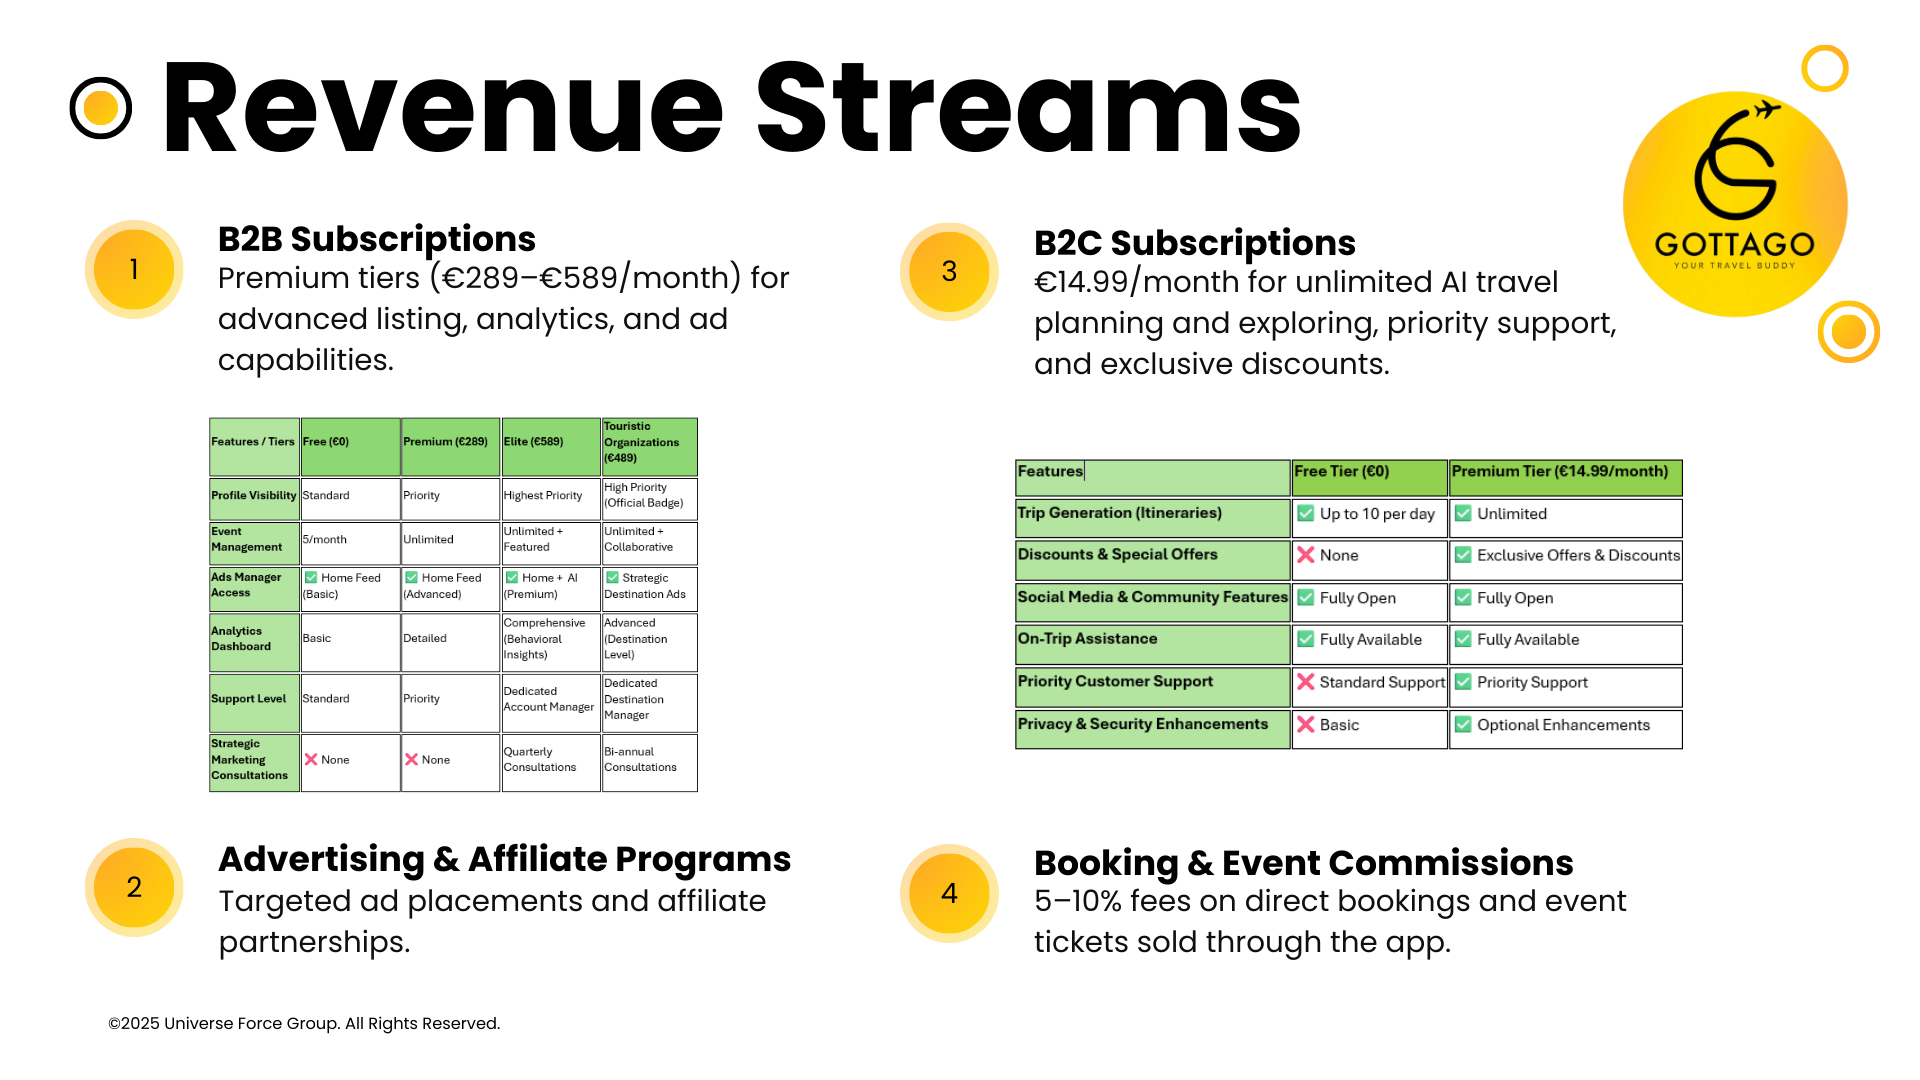 Revenue Streams
GOTTAGO
YOUR TRAVEL BUDDY
1
B2B Subscriptions
Premium tiers (€289–€589/month) for
advanced listing, analytics, and ad
capabilities.
Features / Tiers Free (€0) Premium (€289) Elite (€589) Touristic Organizations (€489)
Profile Visibility Standard Priority Highest Priority High Priority (Official Badge)
Event Management 5/month Unlimited Unlimited + Featured Unlimited + Collaborative
Ads Manager Access ✅ Home Feed (Basic) ✅ Home Feed (Advanced) ✅ Home + AI (Premium) ✅ Strategic Destination Ads
Analytics Dashboard Basic Detailed Comprehensive (Behavioral Insights) Advanced (Destination Level)
Support Level Standard Priority Dedicated Account Manager Dedicated Destination Manager
Strategic Marketing Consultations ❌ None ❌ None Quarterly Consultations Bi-annual Consultations
2
Advertising & Affiliate Programs
Targeted ad placements and affiliate
partnerships.
3
B2C Subscriptions
€14.99/month for unlimited AI travel
planning and exploring, priority support,
and exclusive discounts.
Features Free Tier (€0) Premium Tier (€14.99/month)
Trip Generation (Itineraries) ✅ Up to 10 per day ✅ Unlimited
Discounts & Special Offers ❌ None ✅ Exclusive Offers & Discounts
Social Media & Community Features ✅ Fully Open ✅ Fully Open
On-Trip Assistance ✅ Fully Available ✅ Fully Available
Priority Customer Support ❌ Standard Support ✅ Priority Support
Privacy & Security Enhancements ❌ Basic ✅ Optional Enhancements
4
Booking & Event Commissions
5–10% fees on direct bookings and event
tickets sold through the app.
©2025 Universe Force Group. All Rights Reserved.